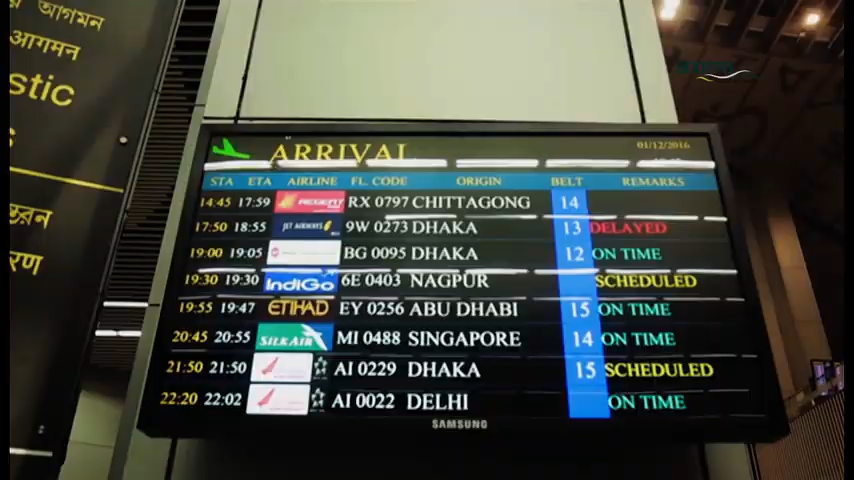 আগমন
আগমন
stic
ARRIVAL
01/12/2016
STA ETA AIRLINE FL. CODE ORIGIN BELT REMARKS
14:45 17:59 REGENT RX 0797 CHITTAGONG 14
17:50 18:55 JET AIRWAYS 9W 0273 DHAKA 13 DELAYED
19:00 19:05 BG 0095 DHAKA 12 ON TIME
19:30 19:30 IndiGo 6E 0403 NAGPUR SCHEDULED
19:55 19:47 ETIHAD EY 0256 ABU DHABI 15 ON TIME
20:45 20:55 SILKAIR MI 0488 SINGAPORE 14 ON TIME
21:50 21:50 AI 0229 DHAKA 15 SCHEDULED
22:20 22:02 AI 0022 DELHI ON TIME
SAMSUNG